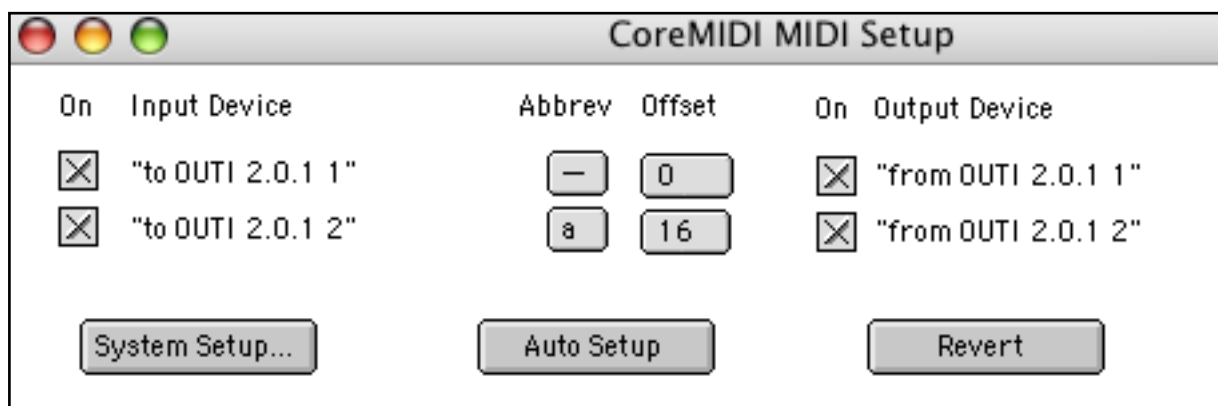 CoreMIDI MIDI Setup
On Input Device Abbrev Offset On Output Device
"to OUTI 2.0.1 1" — 0 "from OUTI 2.0.1 1"
"to OUTI 2.0.1 2" a 16 "from OUTI 2.0.1 2"
System Setup... Auto Setup Revert